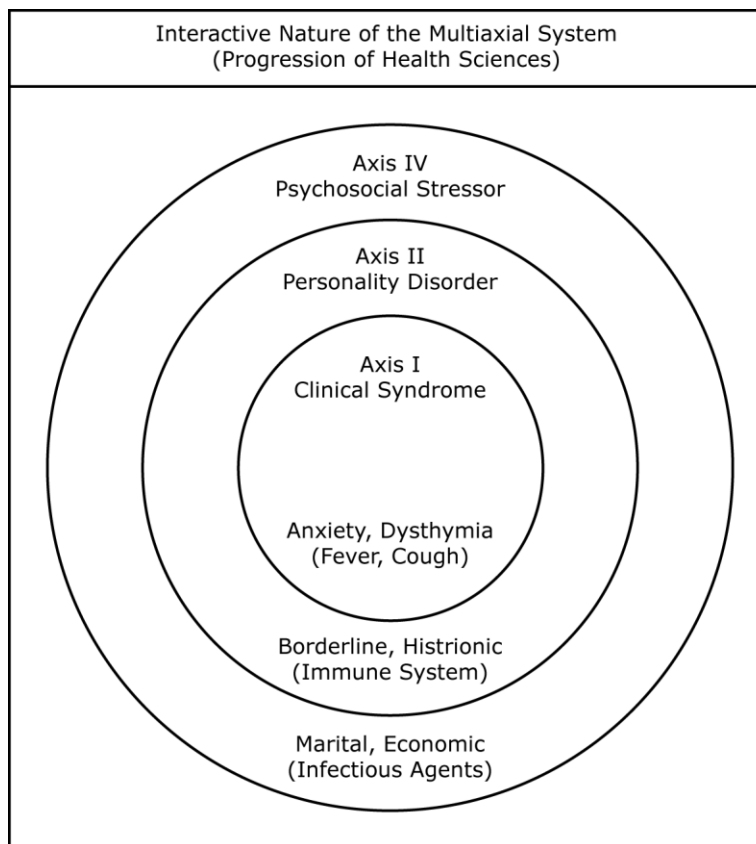 Interactive Nature of the Multiaxial System
(Progression of Health Sciences)
Axis IV
Psychosocial Stressor
Axis II
Personality Disorder
Axis I
Clinical Syndrome
Anxiety, Dysthymia
(Fever, Cough)
Borderline, Histrionic
(Immune System)
Marital, Economic
(Infectious Agents)